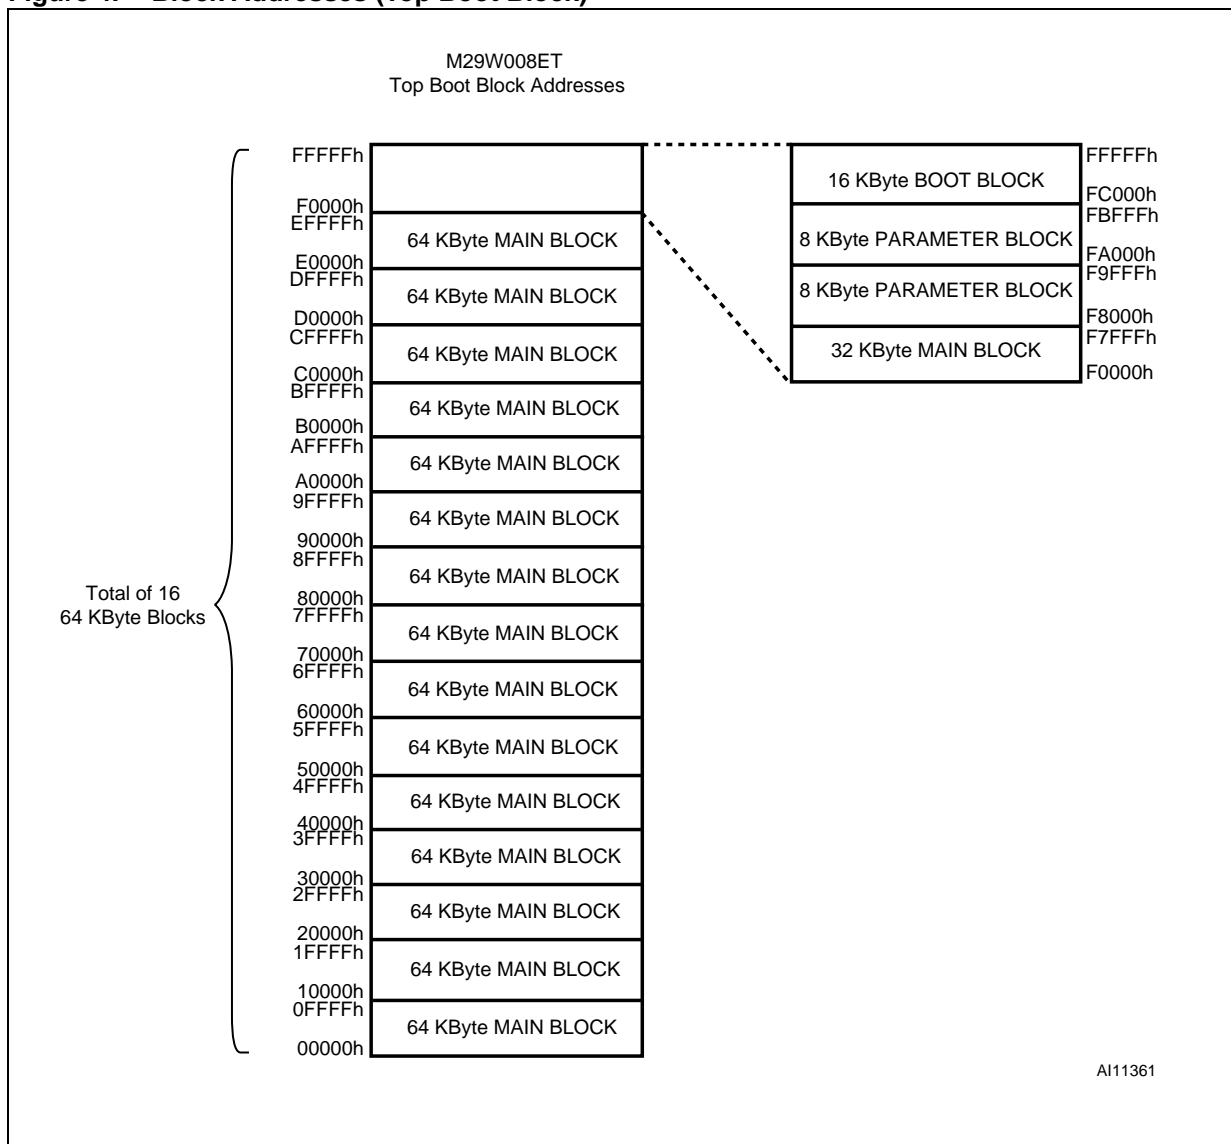 M29W008ET
Top Boot Block Addresses
FFFFFh
F0000h
EFFFFh
64 KByte MAIN BLOCK
E0000h
DFFFFh
64 KByte MAIN BLOCK
D0000h
CFFFFh
64 KByte MAIN BLOCK
C0000h
BFFFFh
64 KByte MAIN BLOCK
B0000h
AFFFFh
64 KByte MAIN BLOCK
A0000h
9FFFFh
64 KByte MAIN BLOCK
90000h
8FFFFh
64 KByte MAIN BLOCK
80000h
7FFFFh
64 KByte MAIN BLOCK
70000h
6FFFFh
64 KByte MAIN BLOCK
60000h
5FFFFh
64 KByte MAIN BLOCK
50000h
4FFFFh
64 KByte MAIN BLOCK
40000h
3FFFFh
64 KByte MAIN BLOCK
30000h
2FFFFh
64 KByte MAIN BLOCK
20000h
1FFFFh
64 KByte MAIN BLOCK
10000h
0FFFFh
64 KByte MAIN BLOCK
00000h
Total of 16
64 KByte Blocks
FFFFFh
16 KByte BOOT BLOCK
FC000h
FBFFFh
8 KByte PARAMETER BLOCK
FA000h
F9FFFh
8 KByte PARAMETER BLOCK
F8000h
F7FFFh
32 KByte MAIN BLOCK
F0000h
AI11361